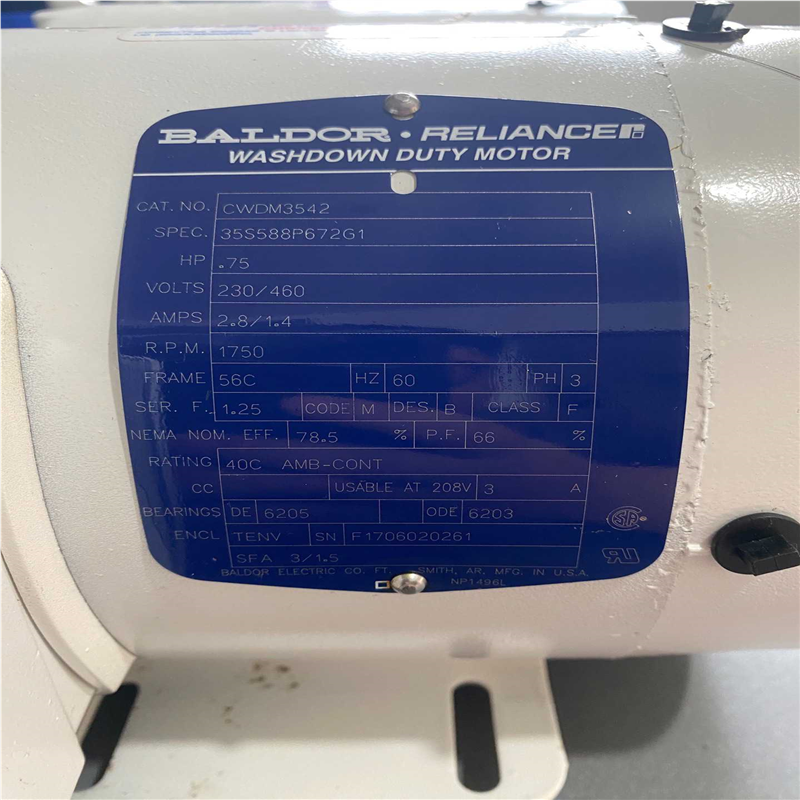 BALDOR · RELIANCE
WASHDOWN DUTY MOTOR
CAT. NO. CWDM3542
SPEC. 35S588P672G1
HP .75
VOLTS 230/460
AMPS 2.8/1.4
R.P.M. 1750
FRAME 56C HZ 60 PH 3
SER. F. 1.25 CODE M DES. B CLASS F
NEMA NOM. EFF. 78.5 % P.F. 66 %
RATING 40C AMB-CONT
CC USABLE AT 208V 3 A
BEARINGS DE 6205 ODE 6203
ENCL TENV SN F1706020261
SFA 3/1.5
BALDOR ELECTRIC CO. FT. SMITH, AR. MFG. IN U.S.A.
NP1496L